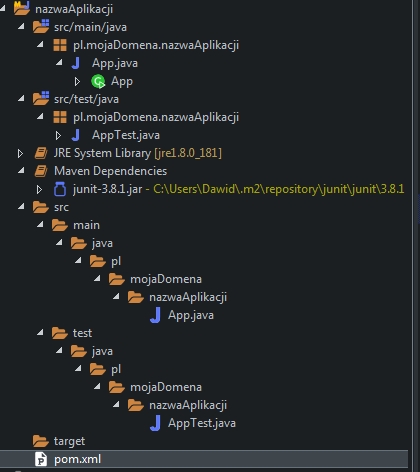 nazwaAplikacji
src/main/java
pl.mojaDomena.nazwaAplikacji
App.java
App
src/test/java
pl.mojaDomena.nazwaAplikacji
AppTest.java
JRE System Library [jre1.8.0_181]
Maven Dependencies
junit-3.8.1.jar - C:\Users\Dawid\.m2\repository\junit\junit\3.8.1
src
main
java
pl
mojaDomena
nazwaAplikacji
App.java
test
java
pl
mojaDomena
nazwaAplikacji
AppTest.java
target
pom.xml